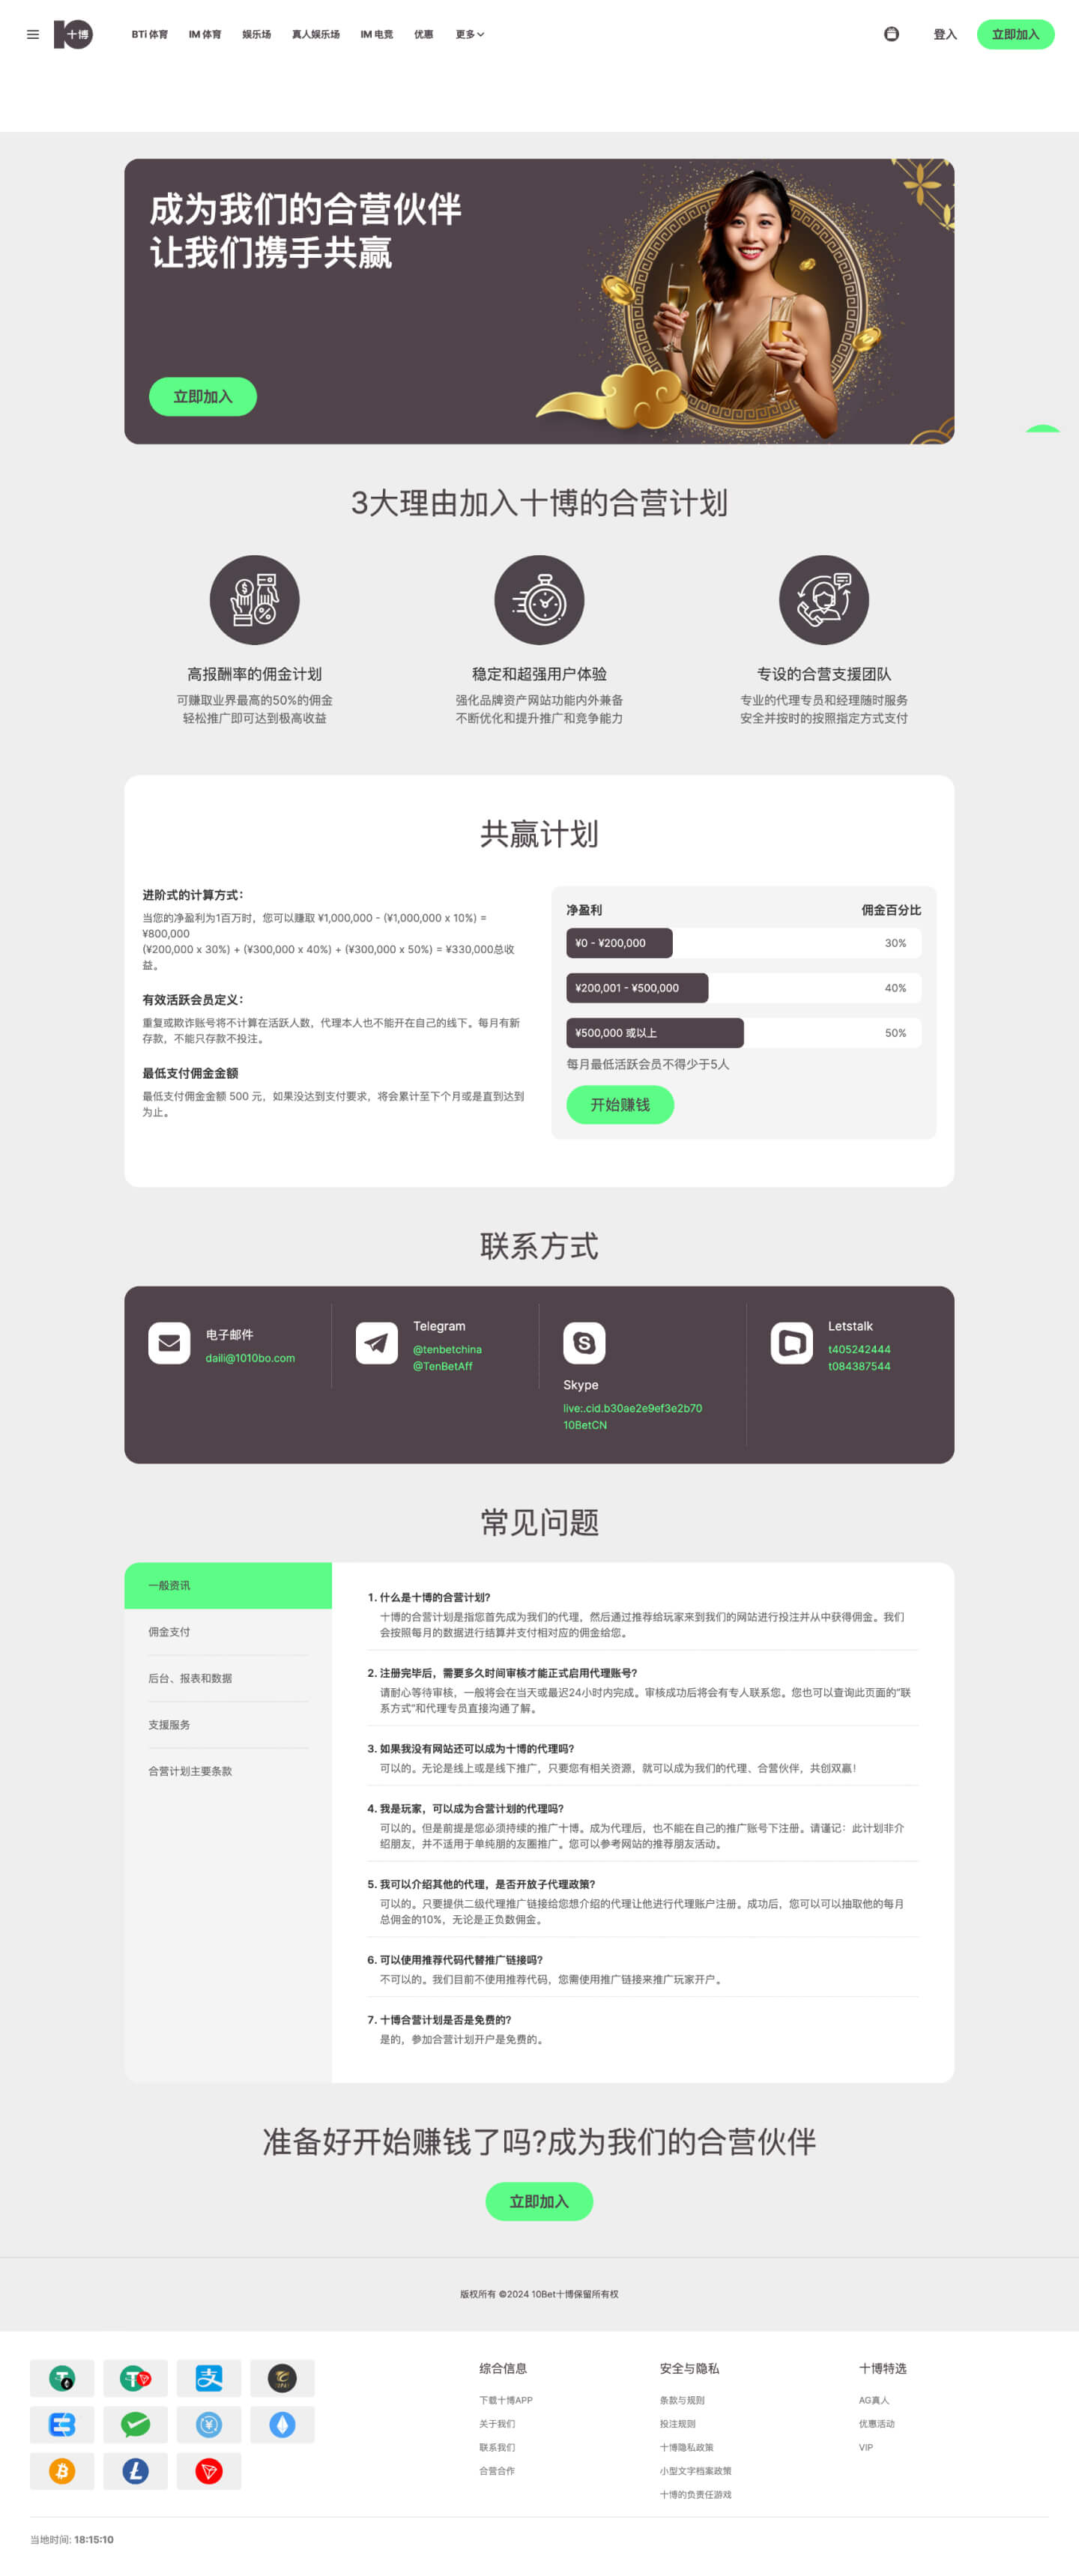 十博
BTi 体育
IM 体育
娱乐场
真人娱乐场
IM 电竞
优惠
更多
登入
立即加入
成为我们的合营伙伴
让我们携手共赢
立即加入
3大理由加入十博的合营计划
高报酬率的佣金计划
可赚取业界最高的50%的佣金
轻松推广即可达到极高收益
稳定和超强用户体验
强化品牌资产网站功能内外兼备
不断优化和提升推广和竞争能力
专设的合营支援团队
专业的代理专员和经理随时服务
安全并按时的按照指定方式支付
共赢计划
进阶式的计算方式：
当您的净盈利为1百万时，您可以赚取 ¥1,000,000 - (¥1,000,000 x 10%) =
¥800,000
(¥200,000 x 30%) + (¥300,000 x 40%) + (¥300,000 x 50%) = ¥330,000总收
益。
有效活跃会员定义：
重复或欺诈账号将不计算在活跃人数，代理本人也不能开在自己的线下。每月有新
存款，不能只存款不投注。
最低支付佣金金额
最低支付佣金金额 500 元，如果没达到支付要求，将会累计至下个月或是直到达到
为止。
净盈利
佣金百分比
¥0 - ¥200,000
30%
¥200,001 - ¥500,000
40%
¥500,000 或以上
50%
每月最低活跃会员不得少于5人
开始赚钱
联系方式
电子邮件
daili@1010bo.com
Telegram
@tenbetchina
@TenBetAff
Skype
live:.cid.b30ae2e9ef3e2b70
10BetCN
Letstalk
t405242444
t084387544
常见问题
一般资讯
佣金支付
后台、报表和数据
支援服务
合营计划主要条款
1. 什么是十博的合营计划?
十博的合营计划是指您首先成为我们的代理，然后通过推荐给玩家来到我们的网站进行投注并从中获得佣金。我们
会按照每月的数据进行结算并支付相对应的佣金给您。
2. 注册完毕后，需要多久时间审核才能正式启用代理账号?
请耐心等待审核，一般将会在当天或最迟24小时内完成。审核成功后将会有专人联系您。您也可以查询此页面的"联
系方式"和代理专员直接沟通了解。
3. 如果我没有网站还可以成为十博的代理吗?
可以的。无论是线上或是线下推广，只要您有相关资源，就可以成为我们的代理、合营伙伴，共创双赢！
4. 我是玩家，可以成为合营计划的代理吗?
可以的。但是前提是您必须持续的推广十博。成为代理后，也不能在自己的推广账号下注册。请谨记：此计划非介
绍朋友，并不适用于单纯朋的友圈推广。您可以参考网站的推荐朋友活动。
5. 我可以介绍其他的代理，是否开放子代理政策?
可以的。只要提供二级代理推广链接给您想介绍的代理让他进行代理账户注册。成功后，您可以可以抽取他的每月
总佣金的10%，无论是正负数佣金。
6. 可以使用推荐代码代替推广链接吗?
不可以的。我们目前不使用推荐代码，您需使用推广链接来推广玩家开户。
7. 十博合营计划是否是免费的?
是的，参加合营计划开户是免费的。
准备好开始赚钱了吗?成为我们的合营伙伴
立即加入
版权所有 ©2024 10Bet十博保留所有权
综合信息
下载十博APP
关于我们
联系我们
合营合作
安全与隐私
条款与规则
投注规则
十博隐私政策
小型文字档案政策
十博的负责任游戏
十博特选
AG真人
优惠活动
VIP
当地时间: 18:15:10